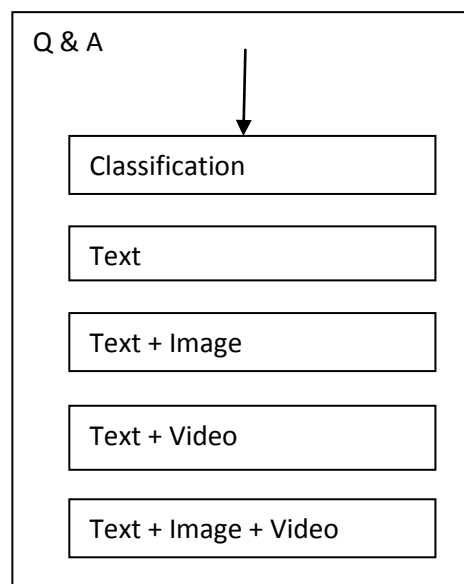 Q & A
Classification
Text
Text + Image
Text + Video
Text + Image + Video